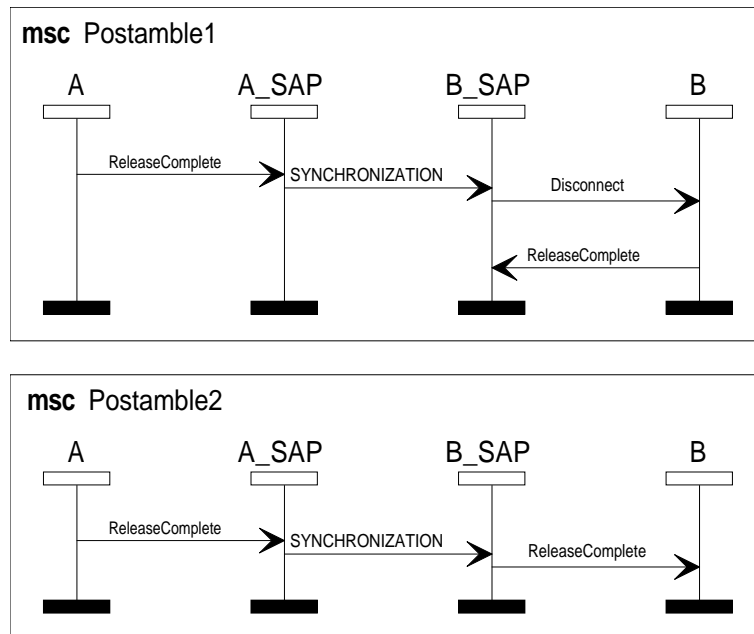 msc Postamble1
A A_SAP B_SAP B
ReleaseComplete
SYNCHRONIZATION
Disconnect
ReleaseComplete
msc Postamble2
A A_SAP B_SAP B
ReleaseComplete
SYNCHRONIZATION
ReleaseComplete